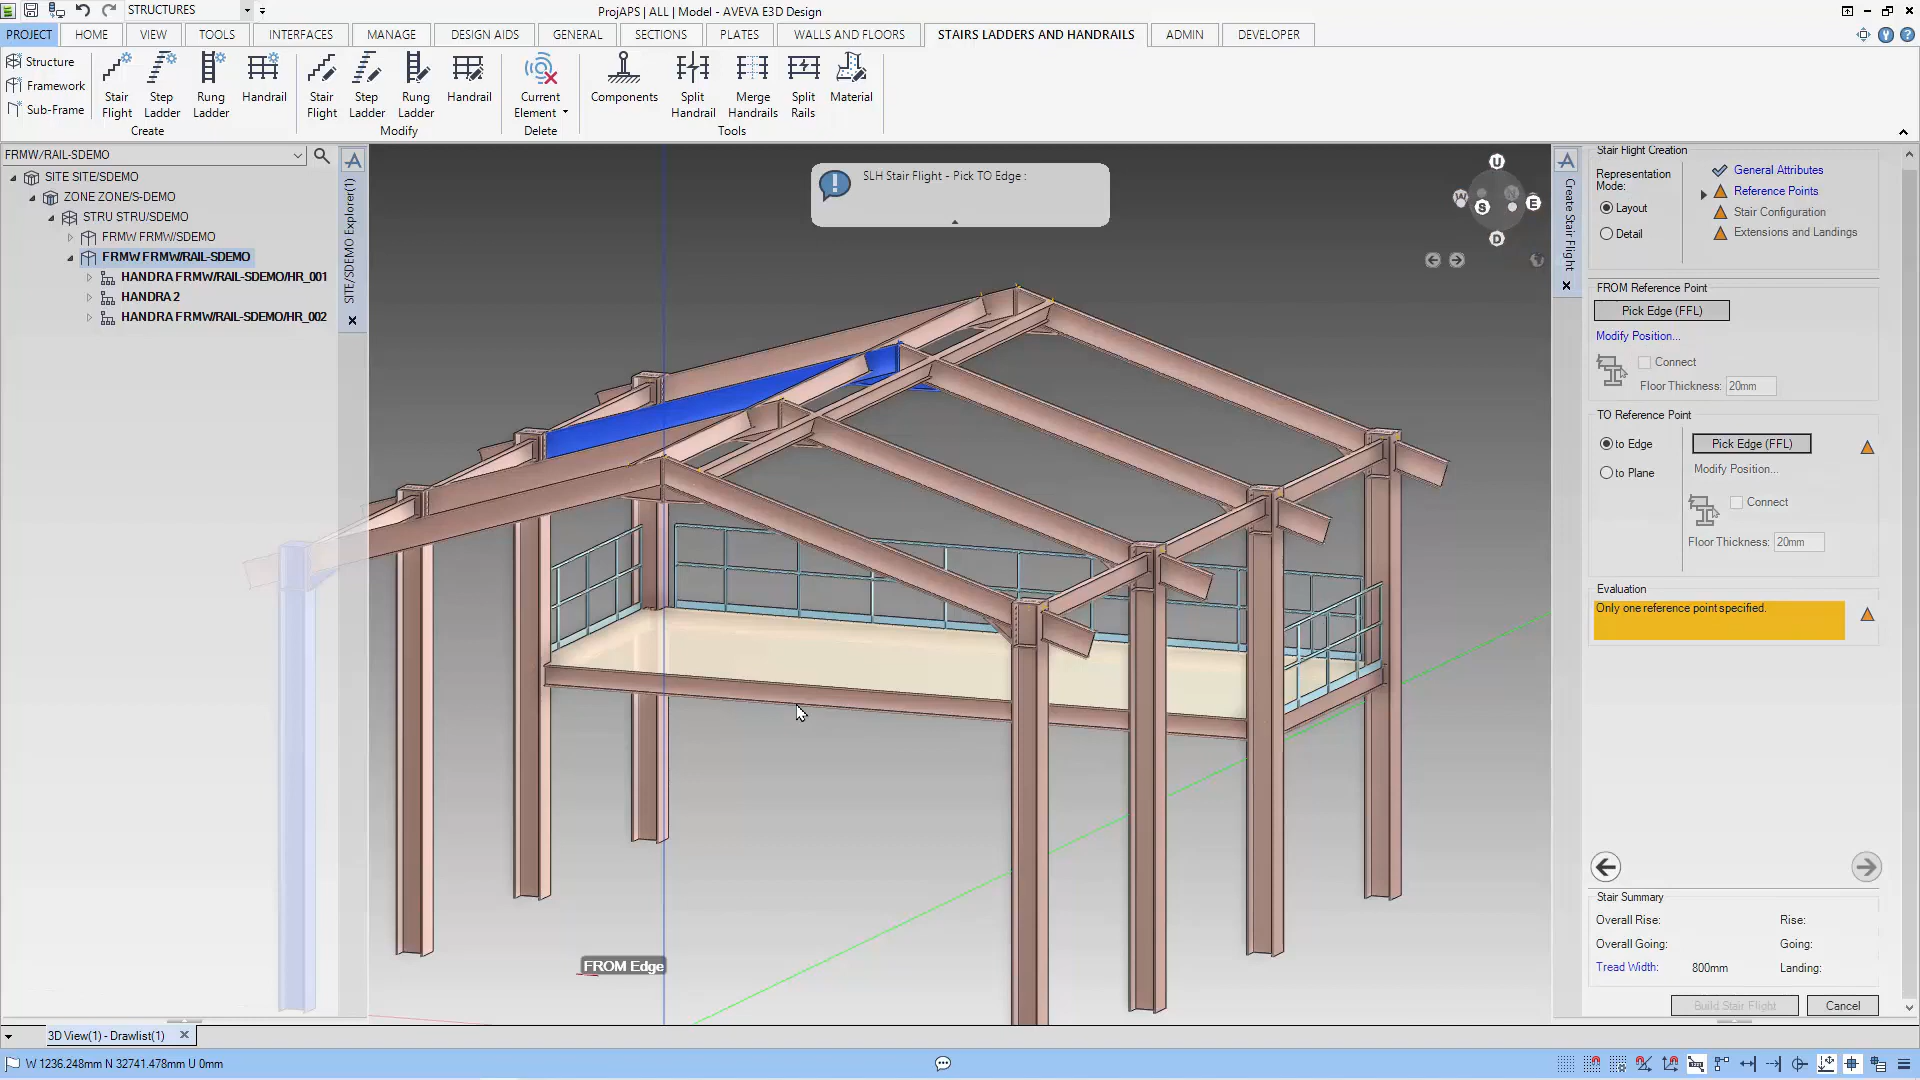 STRUCTURES
ProjAPS | ALL | Model - AVEVA E3D Design
PROJECT HOME VIEW TOOLS INTERFACES MANAGE DESIGN AIDS GENERAL SECTIONS PLATES WALLS AND FLOORS STAIRS LADDERS AND HANDRAILS ADMIN DEVELOPER
Structure
Framework
Sub-Frame
Stair Flight
Step Ladder
Rung Ladder
Handrail
Create
Stair Flight
Step Ladder
Rung Ladder
Handrail
Modify
Current Element
Delete
Components
Split Handrail
Merge Handrails
Split Rails
Material
Tools
FRMW/RAIL-SDEMO
SITE SITE/SDEMO
ZONE ZONE/S-DEMO
STRU STRU/SDEMO
FRMW FRMW/SDEMO
FRMW FRMW/RAIL-SDEMO
HANDRA FRMW/RAIL-SDEMO/HR_001
HANDRA 2
HANDRA FRMW/RAIL-SDEMO/HR_002
SITE/SDEMO Explorer(1)
SLH Stair Flight - Pick TO Edge :
U
W
N
S
E
D
FROM Edge
Create Stair Flight
Stair Flight Creation
Representation Mode:
Layout
Detail
General Attributes
Reference Points
Stair Configuration
Extensions and Landings
FROM Reference Point
Pick Edge (FFL)
Modify Position...
Connect
Floor Thickness: 20mm
TO Reference Point
to Edge
Pick Edge (FFL)
to Plane
Modify Position...
Connect
Floor Thickness: 20mm
Evaluation
Only one reference point specified.
Stair Summary
Overall Rise: Rise:
Overall Going: Going:
Tread Width: 800mm Landing:
Build Stair Flight Cancel
3D View(1) - Drawlist(1)
W 1236.248mm N 32741.478mm U 0mm